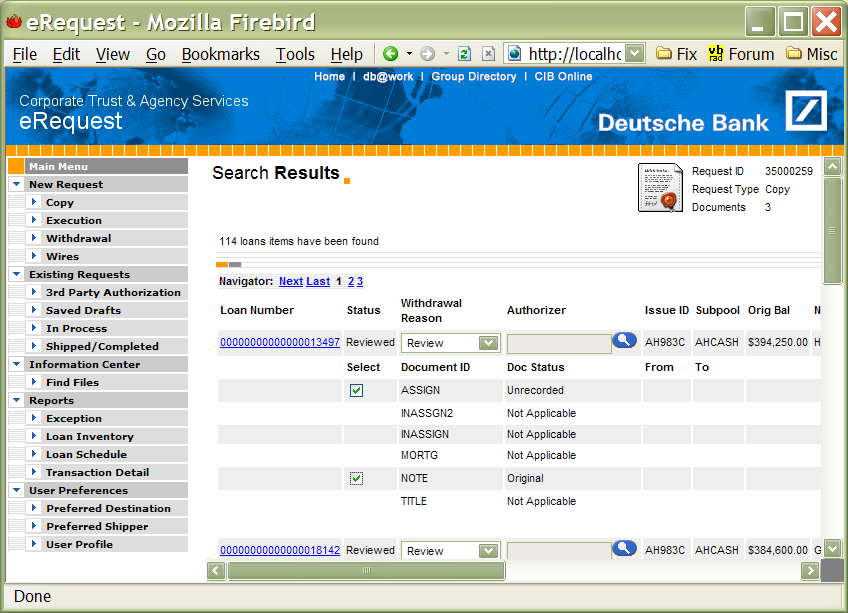 eRequest - Mozilla Firebird
File Edit View Go Bookmarks Tools Help http://localhc Fix vb rad Forum Misc
Home | db@work | Group Directory | CIB Online
Corporate Trust & Agency Services
eRequest
Deutsche Bank
Main Menu
New Request
Copy
Execution
Withdrawal
Wires
Existing Requests
3rd Party Authorization
Saved Drafts
In Process
Shipped/Completed
Information Center
Find Files
Reports
Exception
Loan Inventory
Loan Schedule
Transaction Detail
User Preferences
Preferred Destination
Preferred Shipper
User Profile
Search Results
Request ID 35000259
Request Type Copy
Documents 3
114 loans items have been found
Navigator: Next Last 1 2 3
Loan Number Status Withdrawal Reason Authorizer Issue ID Subpool Orig Bal N
00000000000000013497 Reviewed Review AH983C AHCASH $394,250.00 H
Select Document ID Doc Status From To
ASSIGN Unrecorded
INASSGN2 Not Applicable
INASSIGN Not Applicable
MORTG Not Applicable
NOTE Original
TITLE Not Applicable
00000000000000018142 Reviewed Review AH983C AHCASH $384,600.00 G
Done